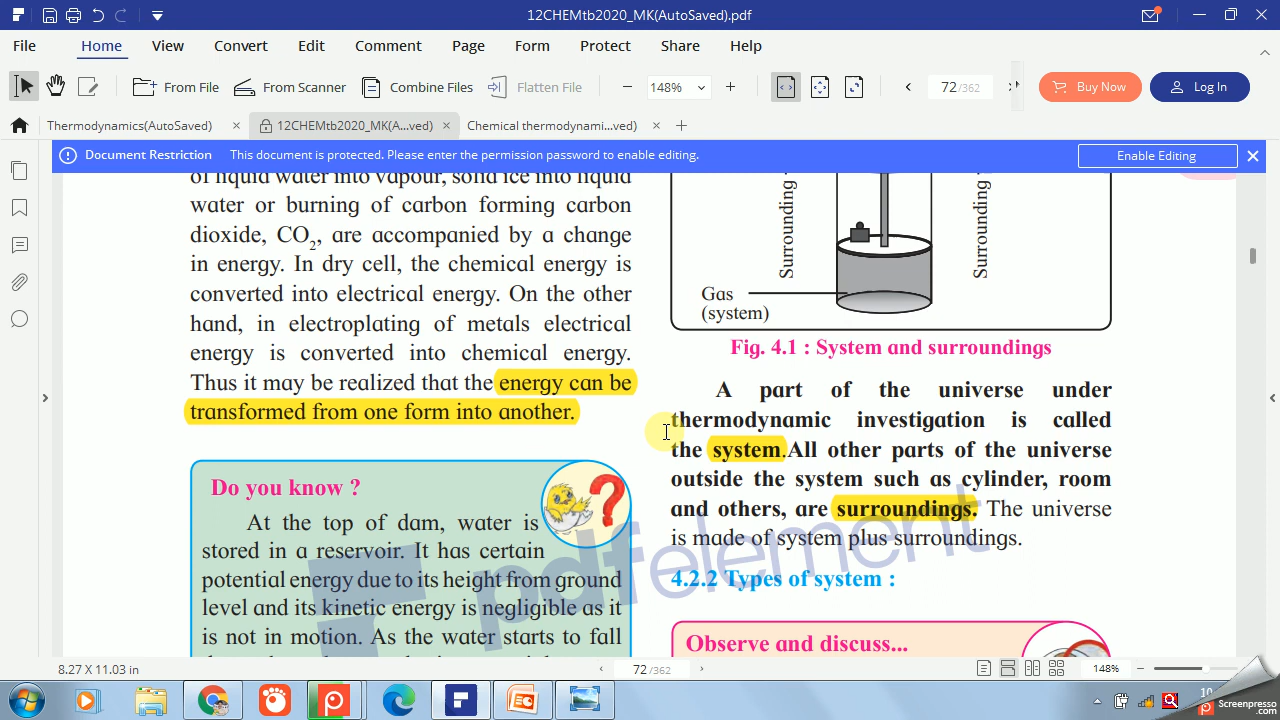 12CHEMtb2020_MK(AutoSaved).pdf
File Home View Convert Edit Comment Page Form Protect Share Help
From File From Scanner Combine Files Flatten File 148% 72/362 Buy Now Log In
Thermodynamics(AutoSaved) 12CHEMtb2020_MK(A...ved) Chemical thermodynami...ved)
Document Restriction This document is protected. Please enter the permission password to enable editing. Enable Editing
of liquid water into vapour, solid ice into liquid
water or burning of carbon forming carbon
dioxide, CO2, are accompanied by a change
in energy. In dry cell, the chemical energy is
converted into electrical energy. On the other
hand, in electroplating of metals electrical
energy is converted into chemical energy.
Thus it may be realized that the energy can be
transformed from one form into another.
Do you know ?
At the top of dam, water is
stored in a reservoir. It has certain
potential energy due to its height from ground
level and its kinetic energy is negligible as it
is not in motion. As the water starts to fall
Surrounding
Surrounding
Gas
(system)
Fig. 4.1 : System and surroundings
A part of the universe under
thermodynamic investigation is called
the system.All other parts of the universe
outside the system such as cylinder, room
and others, are surroundings. The universe
is made of system plus surroundings.
4.2.2 Types of system :
Observe and discuss...
pdfelement
8.27 X 11.03 in 72/362 148%
10
Screenpresso
.com